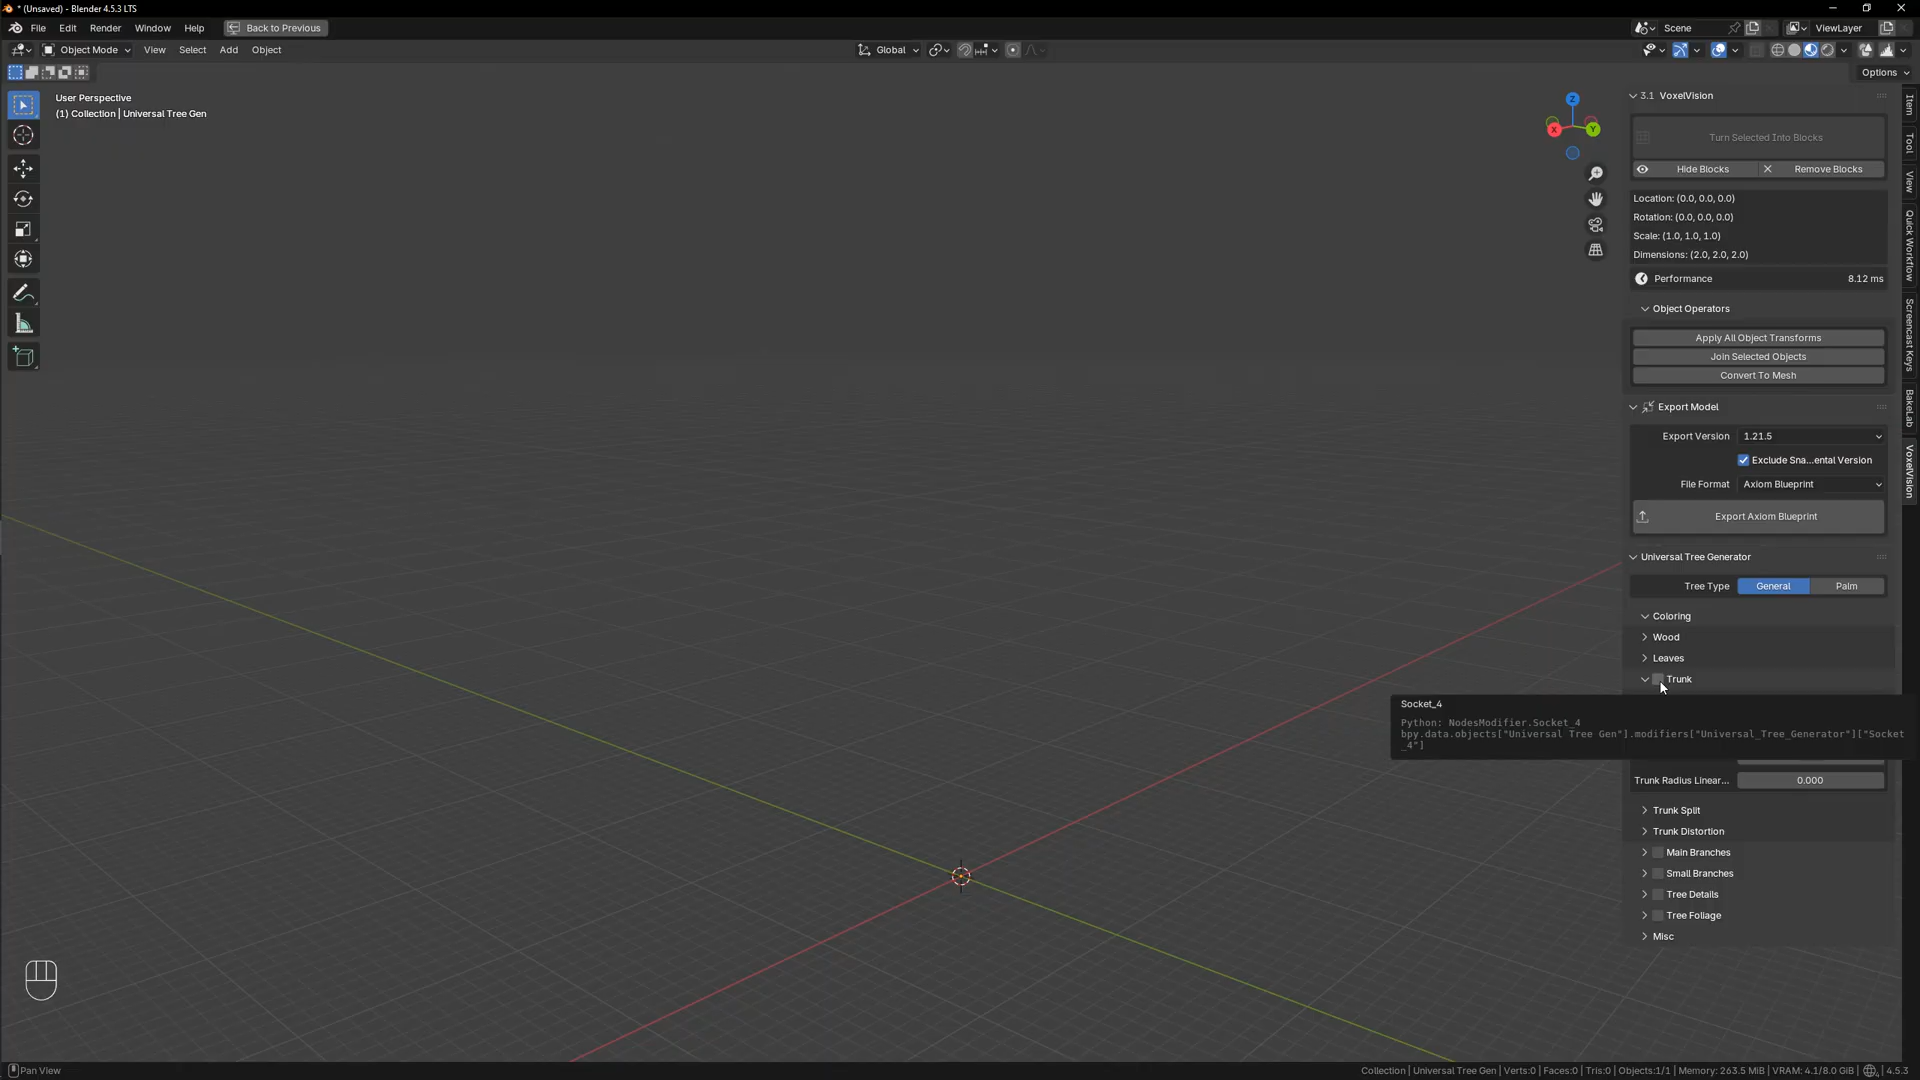 * (Unsaved) - Blender 4.5.3 LTS
File Edit Render Window Help Back to Previous Scene ViewLayer
Object Mode View Select Add Object Global
Options
User Perspective
(1) Collection | Universal Tree Gen
Z
X
Y
3.1 VoxelVision
Turn Selected Into Blocks
Hide Blocks Remove Blocks
Location: (0.0, 0.0, 0.0)
Rotation: (0.0, 0.0, 0.0)
Scale: (1.0, 1.0, 1.0)
Dimensions: (2.0, 2.0, 2.0)
Performance 8.12 ms
Object Operators
Apply All Object Transforms
Join Selected Objects
Convert To Mesh
Export Model
Export Version 1.21.5
Exclude Sna...ental Version
File Format Axiom Blueprint
Export Axiom Blueprint
Universal Tree Generator
Tree Type General Palm
Coloring
Wood
Leaves
Trunk
Socket_4
Python: NodesModifier.Socket_4
bpy.data.objects["Universal Tree Gen"].modifiers["Universal_Tree_Generator"]["Socket
_4"]
Trunk Radius Linear... 0.000
Trunk Split
Trunk Distortion
Main Branches
Small Branches
Tree Details
Tree Foliage
Misc
Item
Tool
View
Quick Workflow
Screencast Keys
BakeLab
VoxelVision
Pan View
Collection | Universal Tree Gen | Verts:0 | Faces:0 | Tris:0 | Objects:1/1 | Memory: 263.5 MiB | VRAM: 4.1/8.0 GiB | 4.5.3